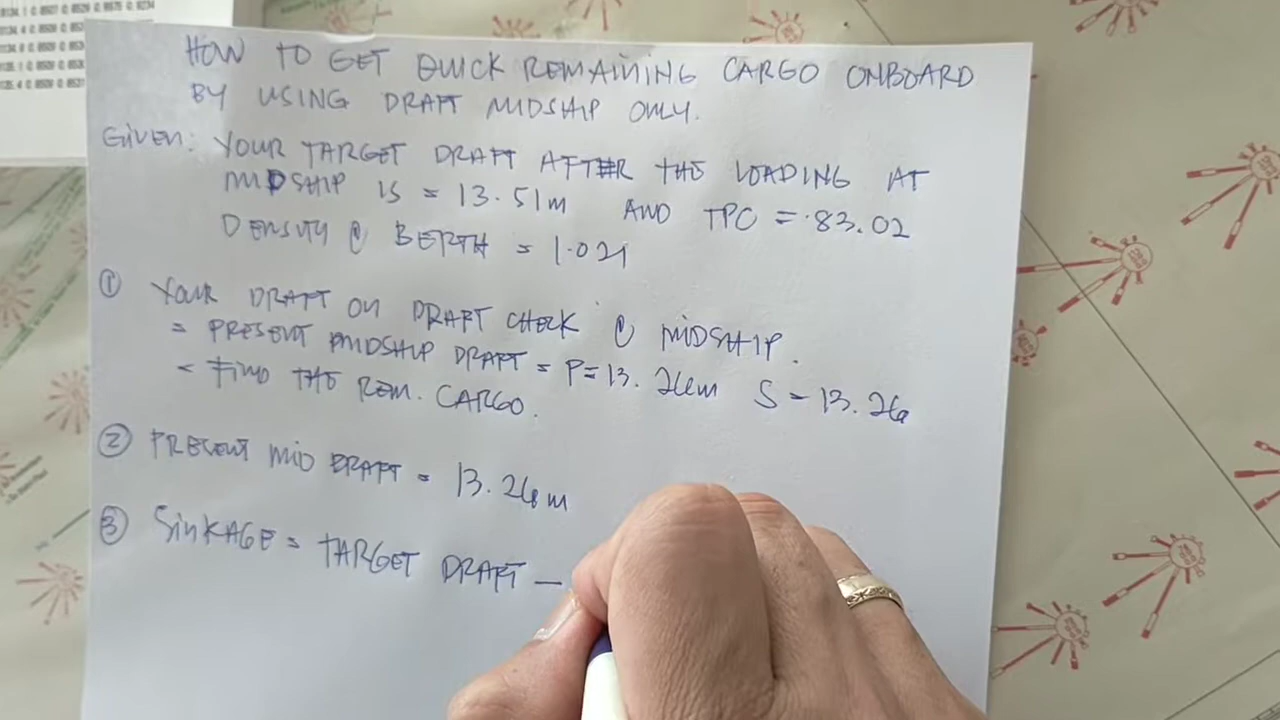 HOW TO GET QUICK REMAINING CARGO ONBOARD
BY USING DRAFT MIDSHIP ONLY.
GIVEN: YOUR TARGET DRAFT AFTER THE LOADING AT
MIDSHIP IS = 13.51m AND TPC = 83.02
DENSITY @ BERTH = 1.021
① YOUR DRAFT ON DRAFT CHECK @ MIDSHIP.
= PRESENT MIDSHIP DRAFT = P=13.26m S = 13.26
= FIND THE REM. CARGO.
② PRESENT MID DRAFT = 13.26m
③ SINKAGE = TARGET DRAFT –